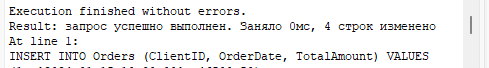 Execution finished without errors.
Result: запрос успешно выполнен. Заняло 0мс, 4 строк изменено
At line 1:
INSERT INTO Orders (ClientID, OrderDate, TotalAmount) VALUES